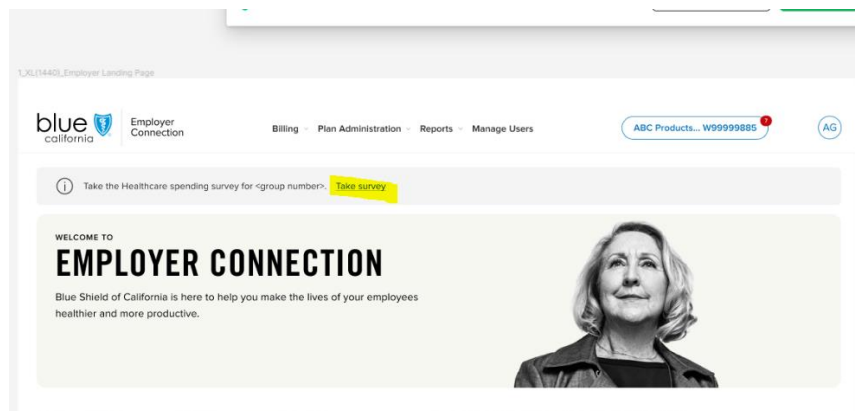 1_XL(1440)_Employer Landing Page
blue california
Employer
Connection
Billing Plan Administration Reports Manage Users
ABC Products... W99999885
?
AG
Take the Healthcare spending survey for <group number>. Take survey
WELCOME TO
EMPLOYER CONNECTION
Blue Shield of California is here to help you make the lives of your employees
healthier and more productive.